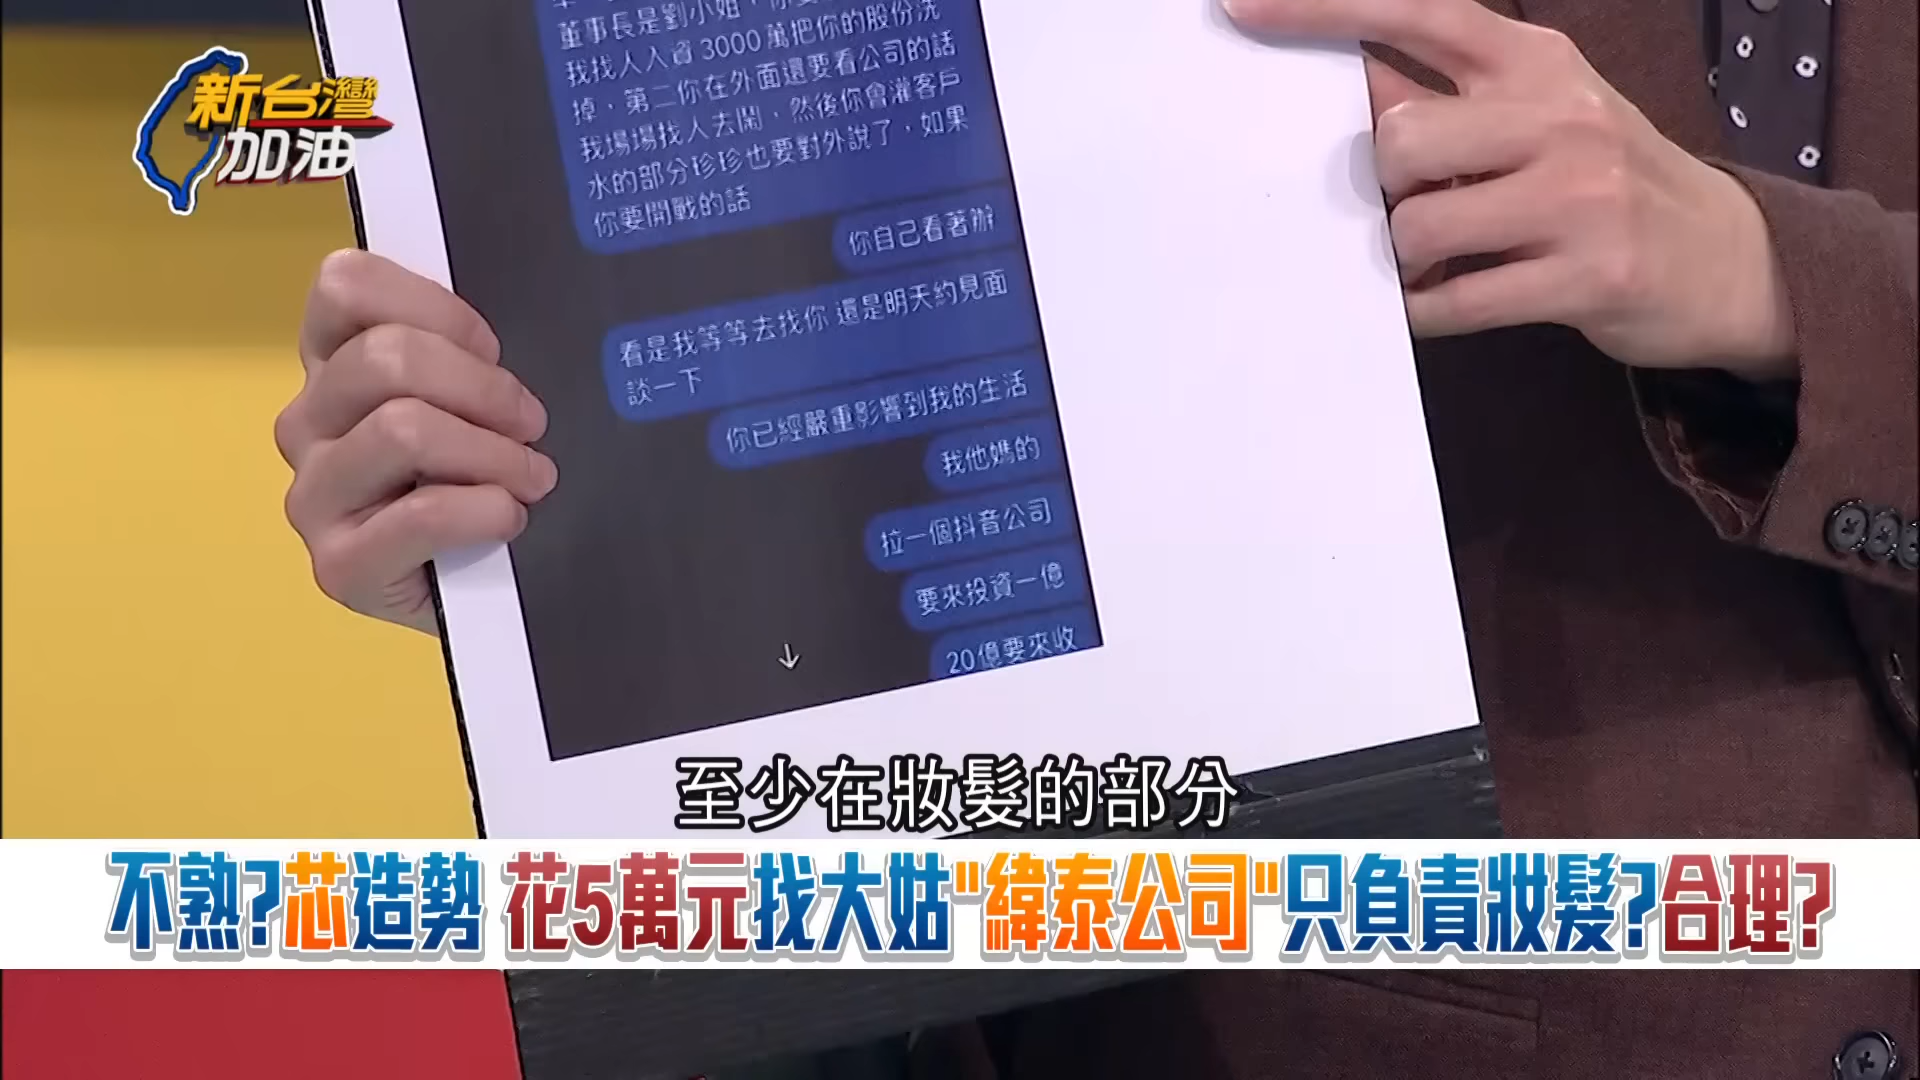 新台灣
加油
董事長是劉小姐，你要
我找人入資3000萬把你的股份洗
掉，第二你在外面還要看公司的話
我場場找人去鬧，然後你會灌客戶
水的部分珍珍也要對外說了，如果
你要開戰的話
你自己看著辦
看是我等等去找你 還是明天約見面
談一下
你已經嚴重影響到我的生活
我他媽的
拉一個抖音公司
要來投資一億
20億要來收
至少在妝髮的部分
不熟?芯造勢 花5萬元找大姑"緯泰公司"只負責妝髮?合理?